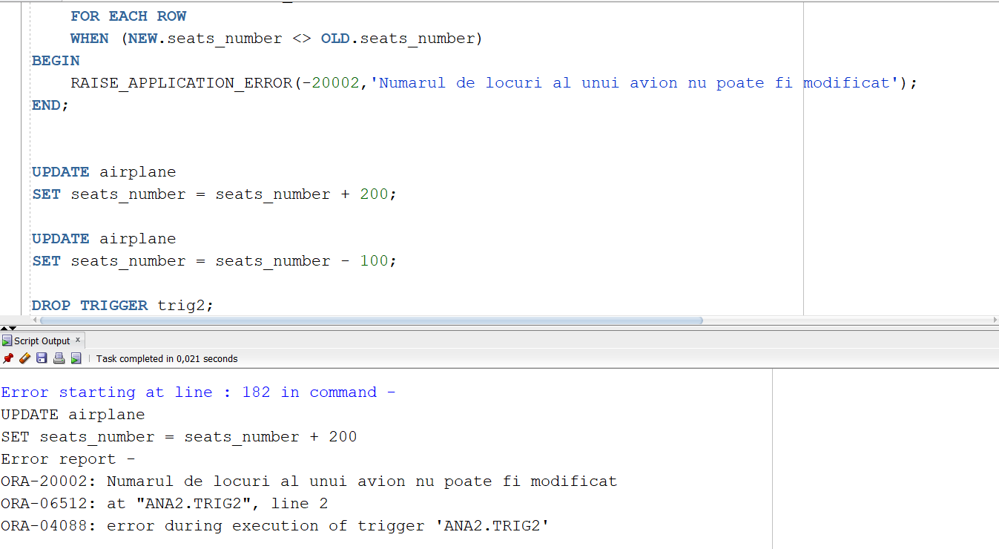 FOR EACH ROW
WHEN (NEW.seats_number <> OLD.seats_number)
BEGIN
RAISE_APPLICATION_ERROR(-20002,'Numarul de locuri al unui avion nu poate fi modificat');
END;
UPDATE airplane
SET seats_number = seats_number + 200;
UPDATE airplane
SET seats_number = seats_number - 100;
DROP TRIGGER trig2;
Script Output x
Task completed in 0,021 seconds
Error starting at line : 182 in command -
UPDATE airplane
SET seats_number = seats_number + 200
Error report -
ORA-20002: Numarul de locuri al unui avion nu poate fi modificat
ORA-06512: at "ANA2.TRIG2", line 2
ORA-04088: error during execution of trigger 'ANA2.TRIG2'